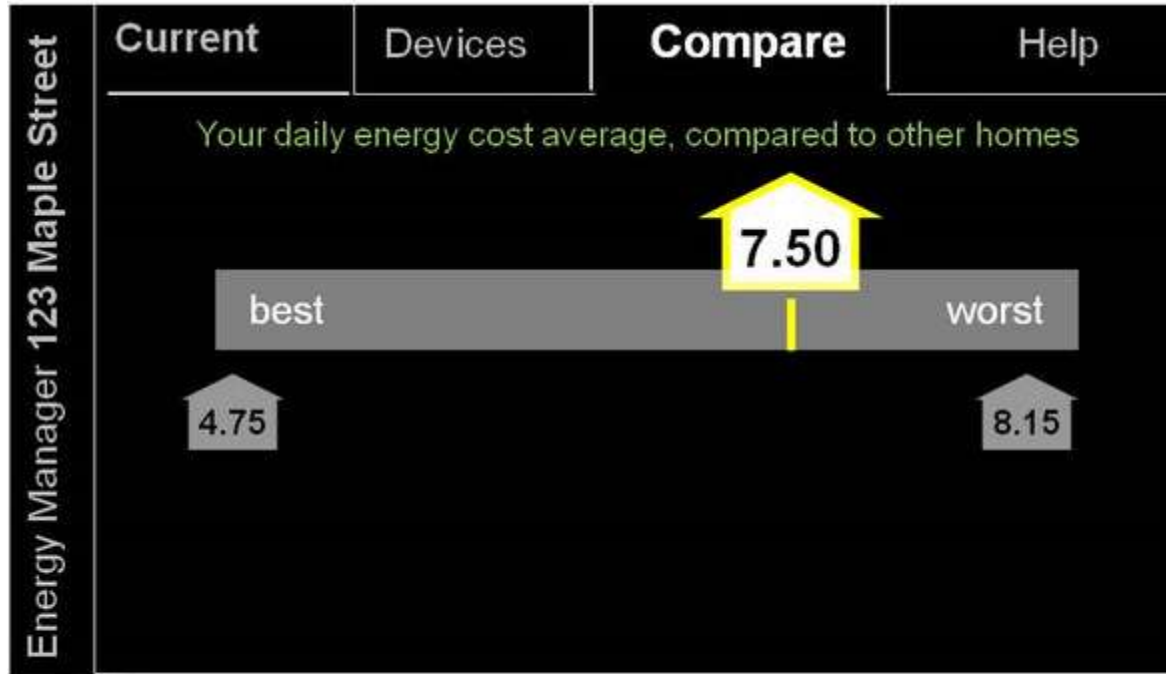 Energy Manager 123 Maple Street
Current
Devices
Compare
Help
Your daily energy cost average, compared to other homes
7.50
best
worst
4.75
8.15